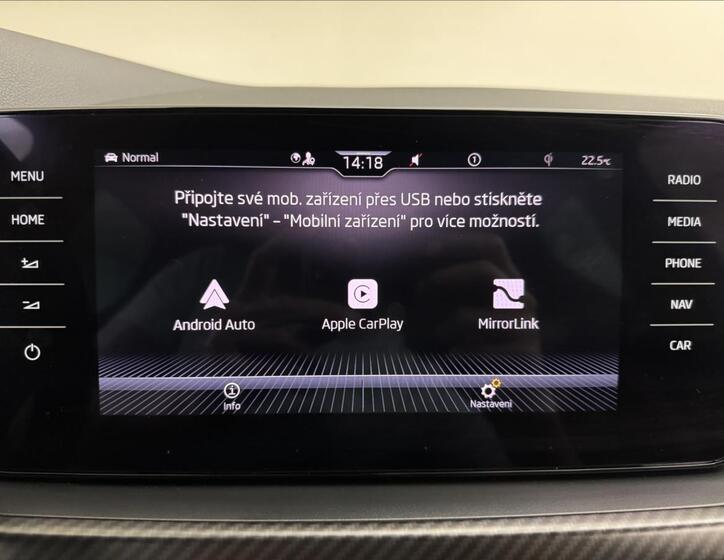 Normal 14:18 1 22.5°C
MENU
HOME
RADIO
MEDIA
PHONE
NAV
CAR
Připojte své mob. zařízení přes USB nebo stiskněte
"Nastavení" – "Mobilní zařízení" pro více možností.
Android Auto
Apple CarPlay
MirrorLink
Info
Nastavení